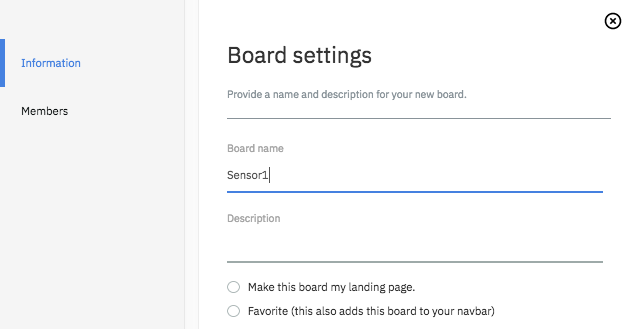 Information
Members
Board settings
Provide a name and description for your new board.
Board name
Sensor1
Description
Make this board my landing page.
Favorite (this also adds this board to your navbar)